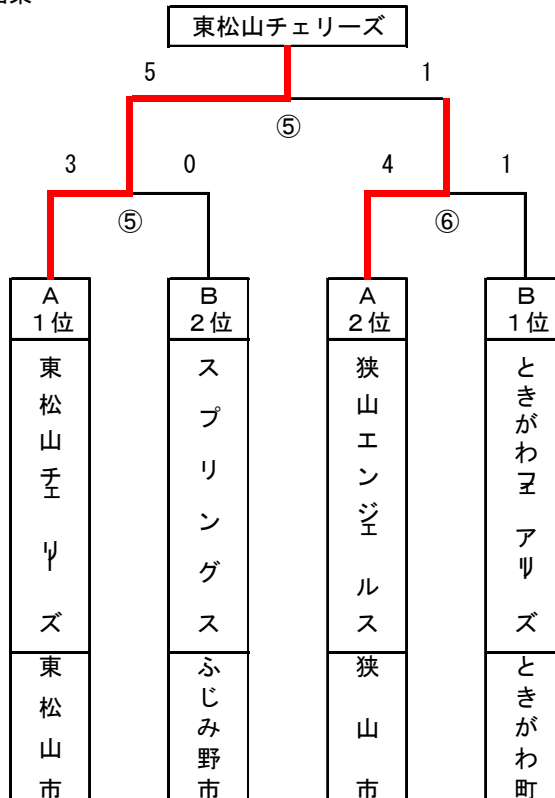 東松山チェリーズ
5 1
⑤
3 0 4 1
⑤ ⑥
A 1位
B 2位
A 2位
B 1位
東松山チェリーズ
スプリングス
狭山エンジェルス
ときがわフェアリーズ
東松山市
ふじみ野市
狭山市
ときがわ町